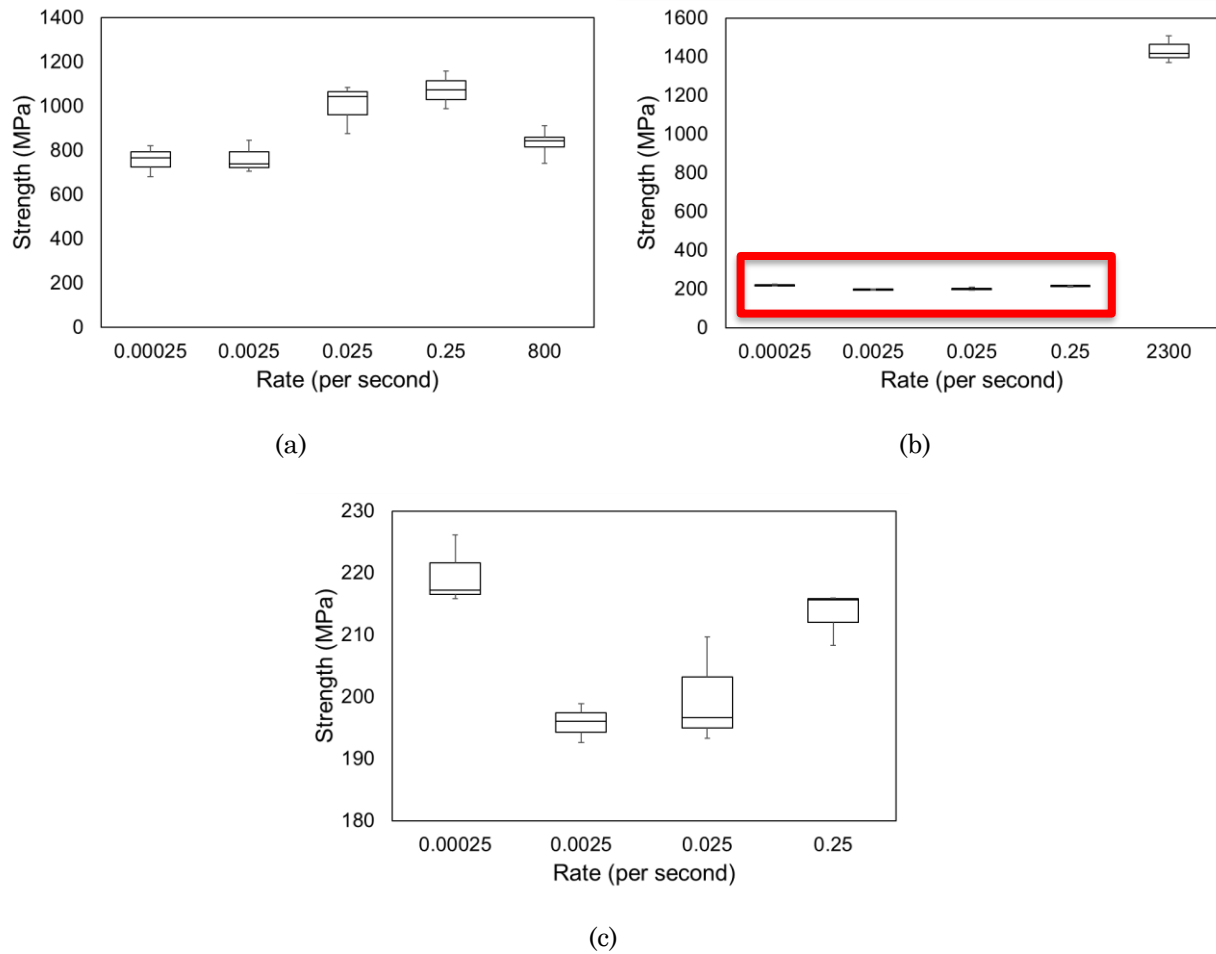 1400
1200
1000
800
600
400
200
0
Strength (MPa)
0.00025 0.0025 0.025 0.25 800
Rate (per second)
(a)
1600
1400
1200
1000
800
600
400
200
0
Strength (MPa)
0.00025 0.0025 0.025 0.25 2300
Rate (per second)
(b)
230
220
210
200
190
180
Strength (MPa)
0.00025 0.0025 0.025 0.25
Rate (per second)
(c)